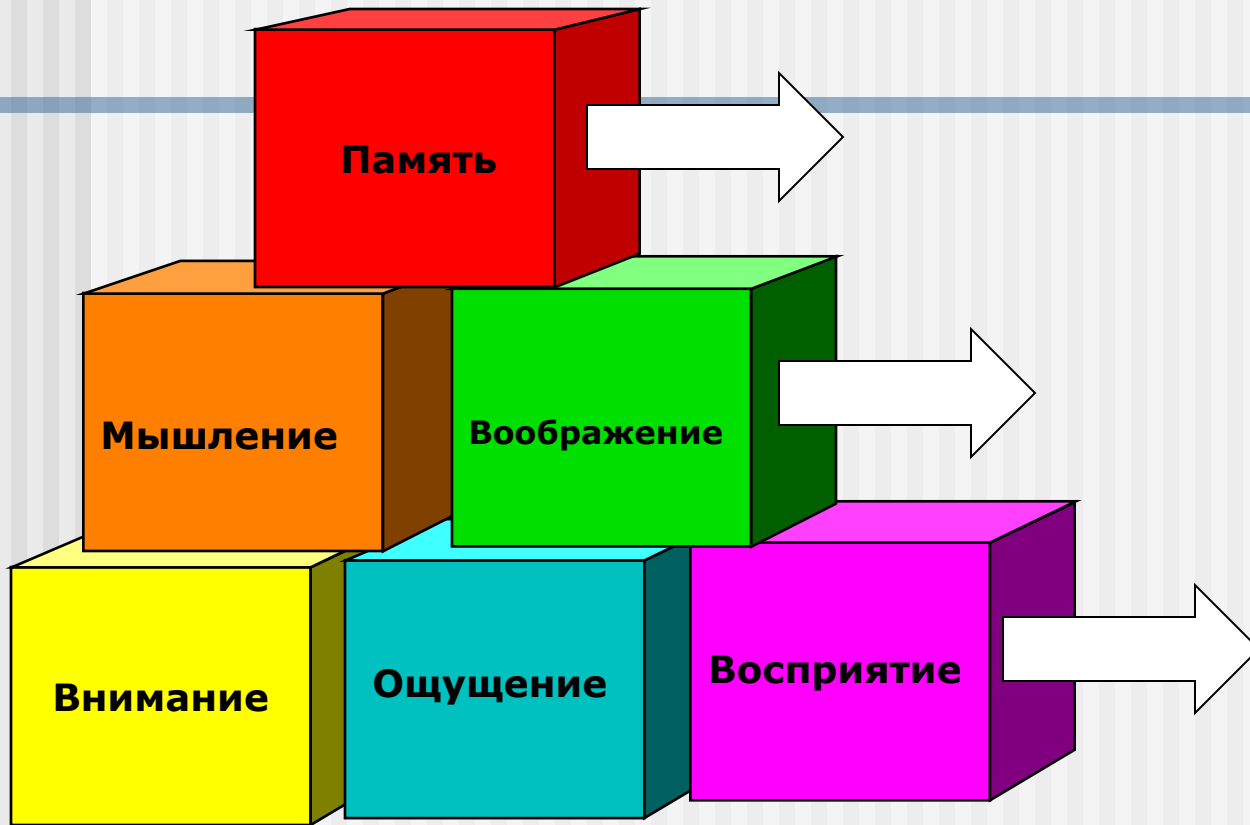 Память
Мышление
Воображение
Внимание
Ощущение
Восприятие